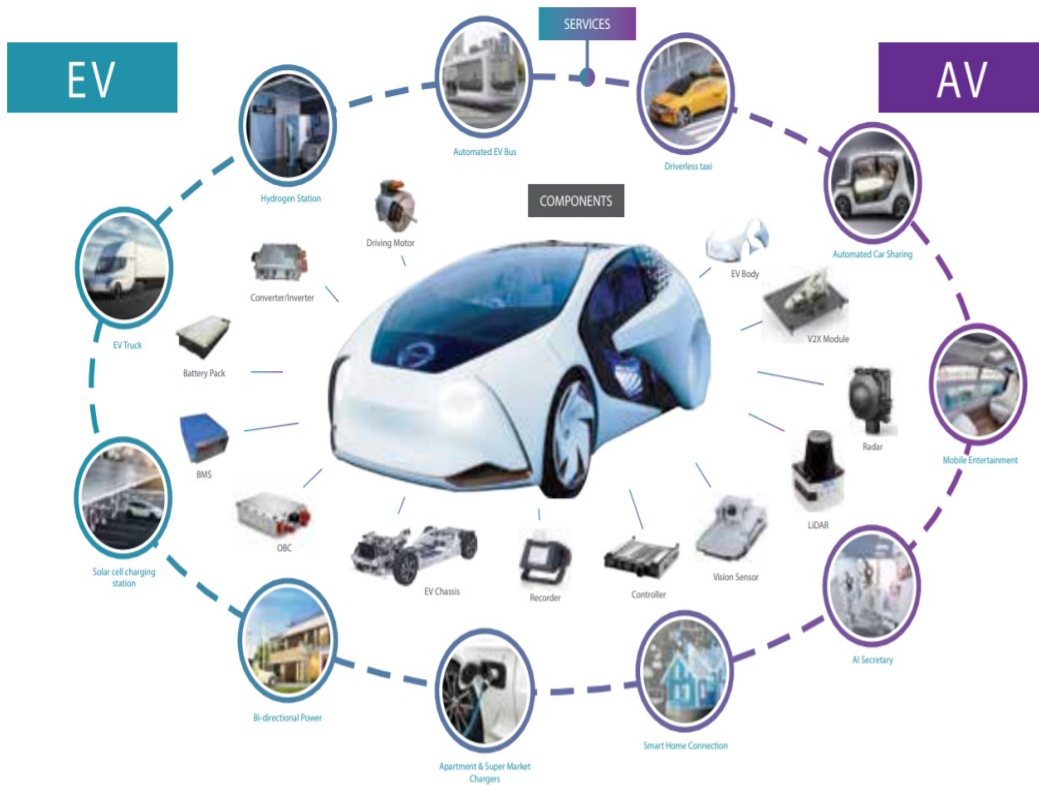 SERVICES
EV
AV
Automated EV Bus
Driverless taxi
Hydrogen Station
COMPONENTS
Driving Motor
Automated Car Sharing
EV Body
Converter/Inverter
V2X Module
EV Truck
Battery Pack
Radar
Mobile Entertainment
BMS
LiDAR
OBC
Vision Sensor
Solar cell charging
station
EV Chassis
Recorder
Controller
AI Secretary
Bi-directional Power
Smart Home Connection
Apartment & Super Market
Chargers